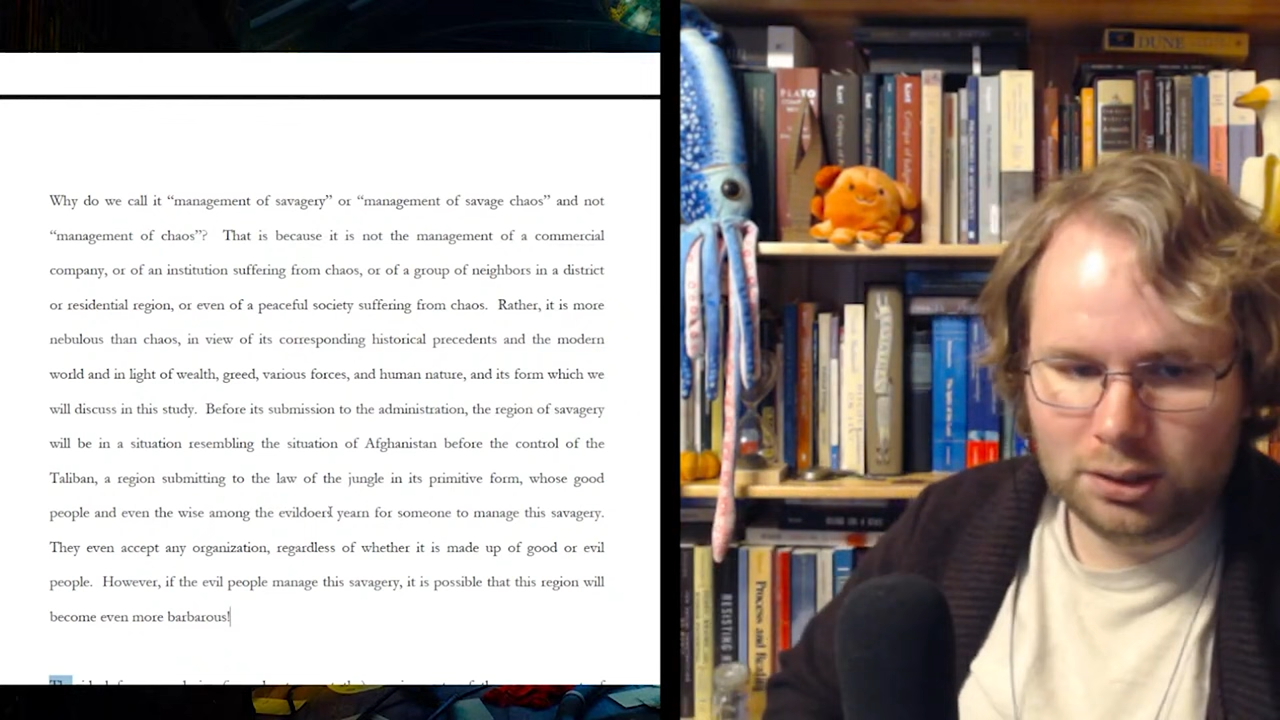 Why do we call it “management of savagery” or “management of savage chaos” and not
“management of chaos”? That is because it is not the management of a commercial
company, or of an institution suffering from chaos, or of a group of neighbors in a district
or residential region, or even of a peaceful society suffering from chaos. Rather, it is more
nebulous than chaos, in view of its corresponding historical precedents and the modern
world and in light of wealth, greed, various forces, and human nature, and its form which we
will discuss in this study. Before its submission to the administration, the region of savagery
will be in a situation resembling the situation of Afghanistan before the control of the
Taliban, a region submitting to the law of the jungle in its primitive form, whose good
people and even the wise among the evildoers yearn for someone to manage this savagery.
They even accept any organization, regardless of whether it is made up of good or evil
people. However, if the evil people manage this savagery, it is possible that this region will
become even more barbarous!
DUNE
PLATO
Kant
Kant
Process and Reality